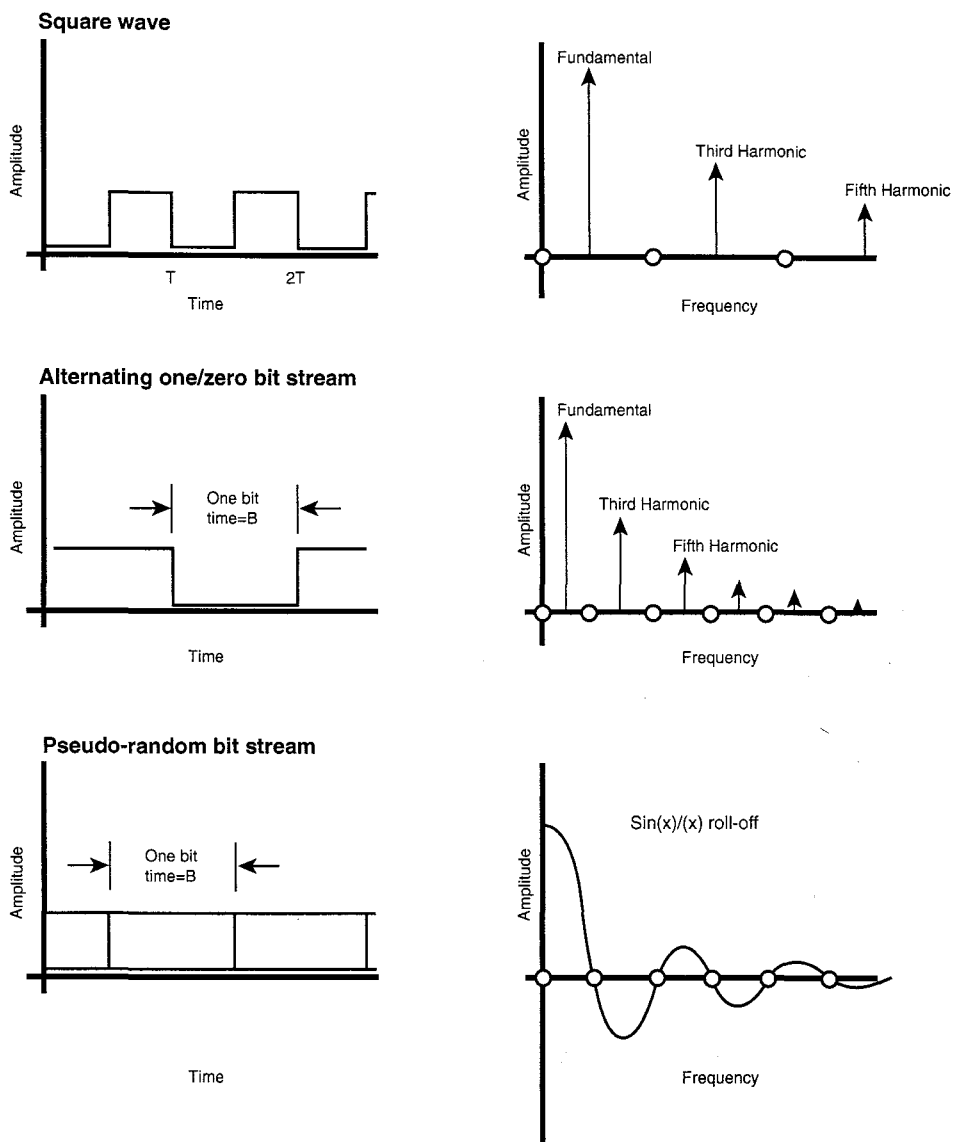 Square wave
Amplitude
T
2T
Time
Fundamental
Third Harmonic
Fifth Harmonic
Amplitude
Frequency
Alternating one/zero bit stream
Amplitude
One bit
time=B
Time
Fundamental
Third Harmonic
Fifth Harmonic
Amplitude
Frequency
Pseudo-random bit stream
Amplitude
One bit
time=B
Time
Sin(x)/(x) roll-off
Amplitude
Frequency